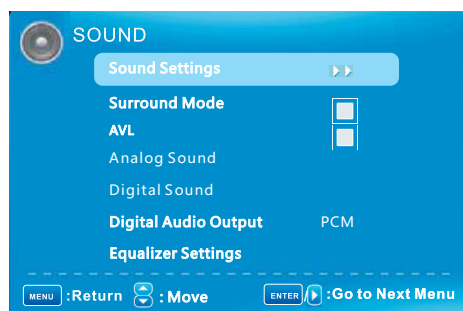 SOUND
Sound Settings
Surround Mode
AVL
Analog Sound
Digital Sound
Digital Audio Output PCM
Equalizer Settings
MENU :Return : Move ENTER / :Go to Next Menu